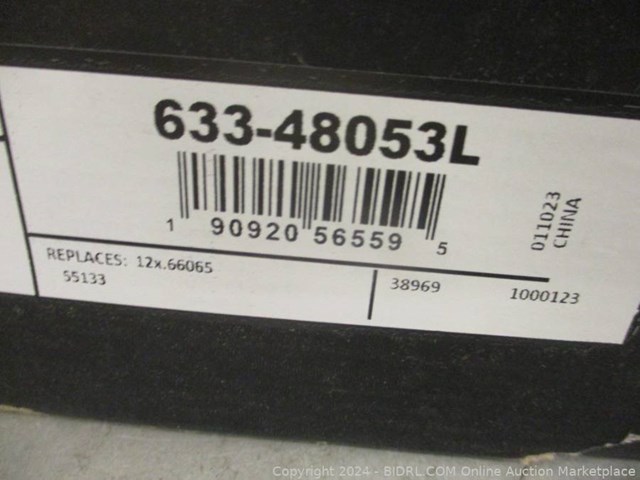 633-48053L
1 90920 56559 5
011023
CHINA
REPLACES: 12x.66065
55133
38969
1000123
Copyright 2024 - BIDRL.COM Online Auction Marketplace